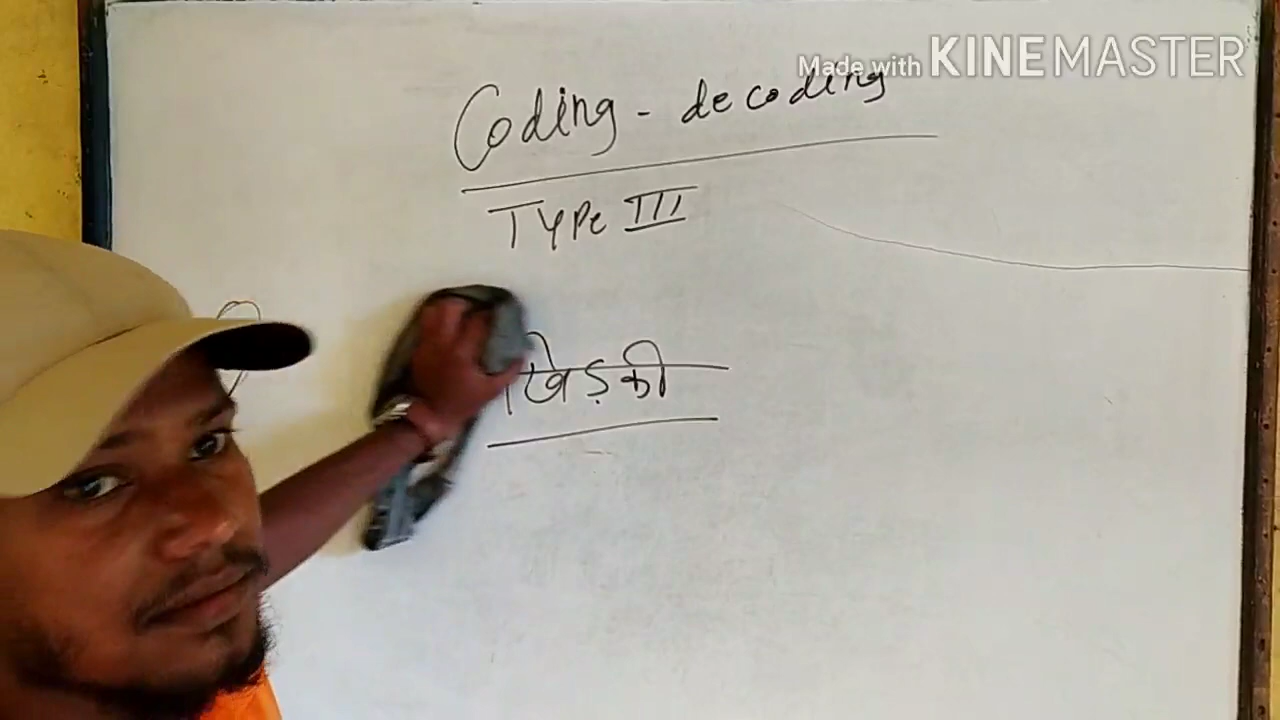 Made with KINEMASTER
Coding - decoding
Type III
खिड़की